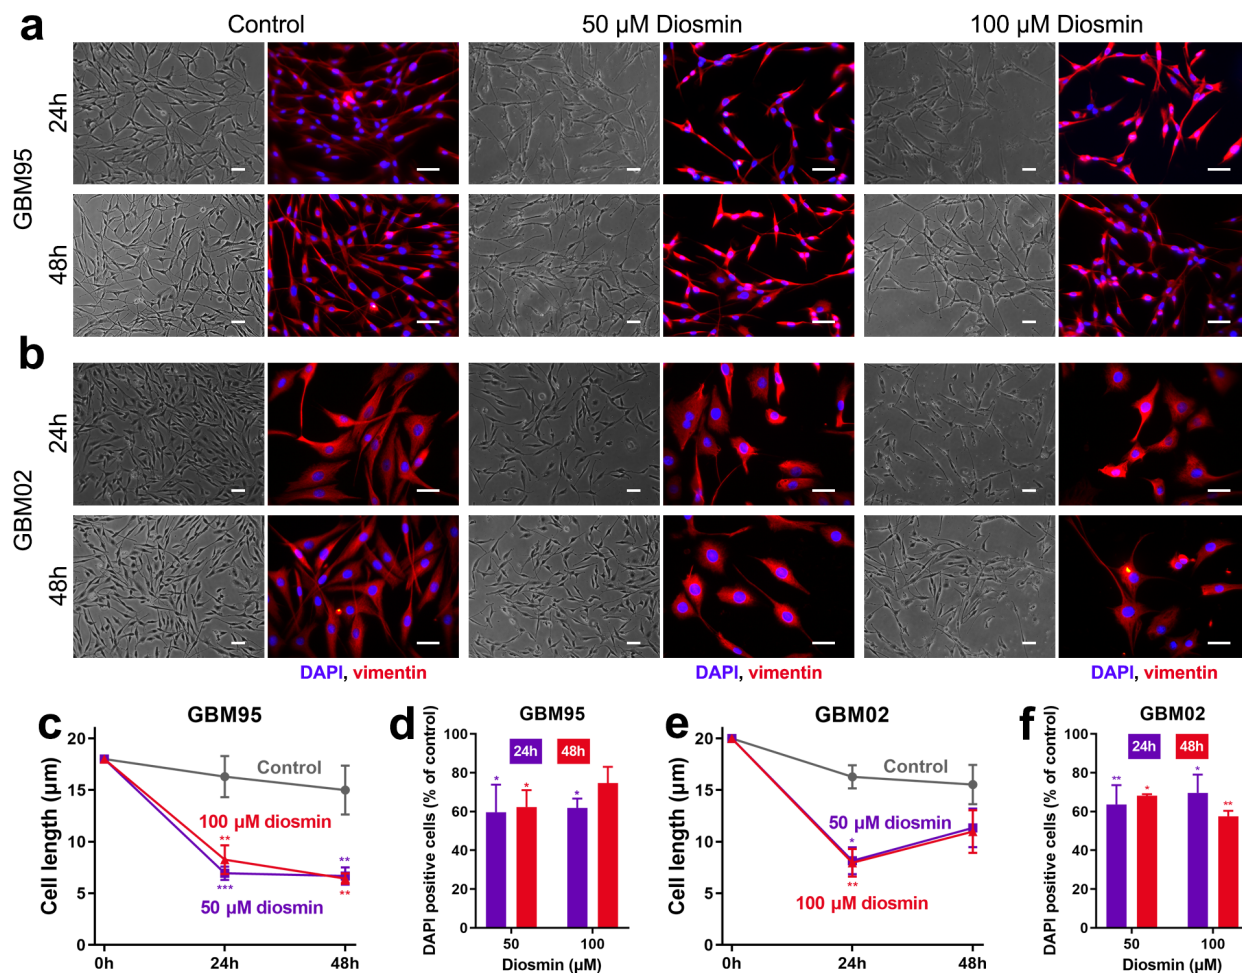 a
Control
50 µM Diosmin
100 µM Diosmin
GBM95
24h
48h
b
GBM02
24h
48h
DAPI, vimentin
DAPI, vimentin
DAPI, vimentin
c
GBM95
Cell length (µm)
20
15
10
5
0
Control
100 µM diosmin
**
***
**
**
50 µM diosmin
0h
24h
48h
d
GBM95
DAPI positive cells (% of control)
100
80
60
40
20
0
24h
48h
*
*
*
50
100
Diosmin (µM)
e
GBM02
Cell length (µm)
20
15
10
5
0
Control
50 µM diosmin
*
**
100 µM diosmin
0h
24h
48h
f
GBM02
DAPI positive cells (% of control)
100
80
60
40
20
0
24h
48h
**
*
*
**
50
100
Diosmin (µM)